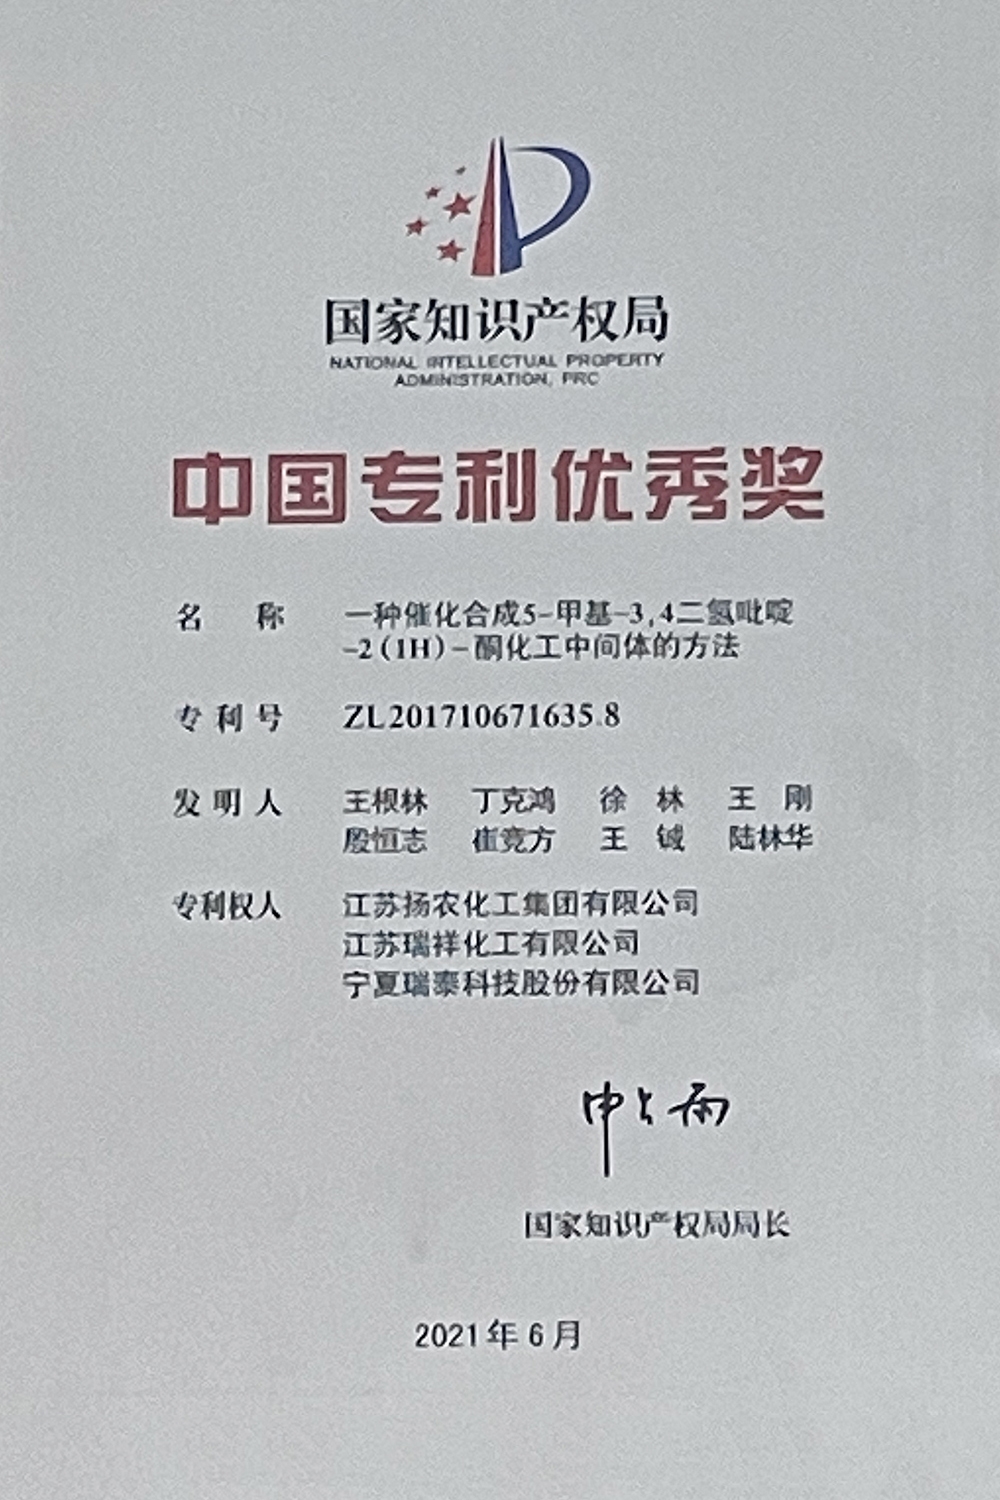 国家知识产权局
NATIONAL INTELLECTUAL PROPERTY
ADMINISTRATION, PRC
中国专利优秀奖
名称 一种催化合成5-甲基-3,4二氢吡啶
-2(1H)-酮化工中间体的方法
专利号 ZL201710671635.8
发明人 王根林 丁克鸿 徐林 王刚
殷恒志 崔竞方 王铖 陆林华
专利权人 江苏扬农化工集团有限公司
江苏瑞祥化工有限公司
宁夏瑞泰科技股份有限公司
申长雨
国家知识产权局局长
2021年6月